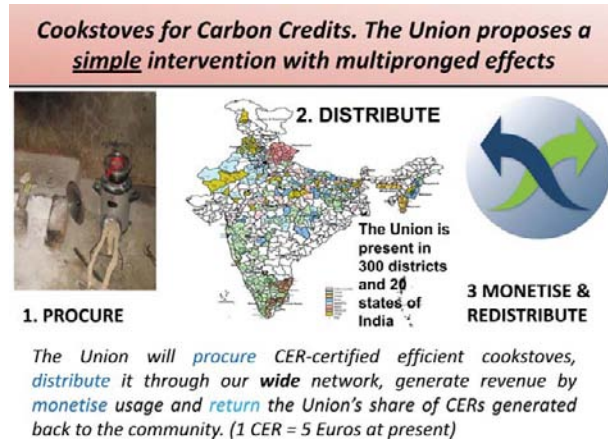 Cookstoves for Carbon Credits. The Union proposes a
simple intervention with multipronged effects
2. DISTRIBUTE
The Union is
present in
300 districts
and 20
states of
India
1. PROCURE
3 MONETISE &
REDISTRIBUTE
The Union will procure CER-certified efficient cookstoves,
distribute it through our wide network, generate revenue by
monetise usage and return the Union's share of CERs generated
back to the community. (1 CER = 5 Euros at present)